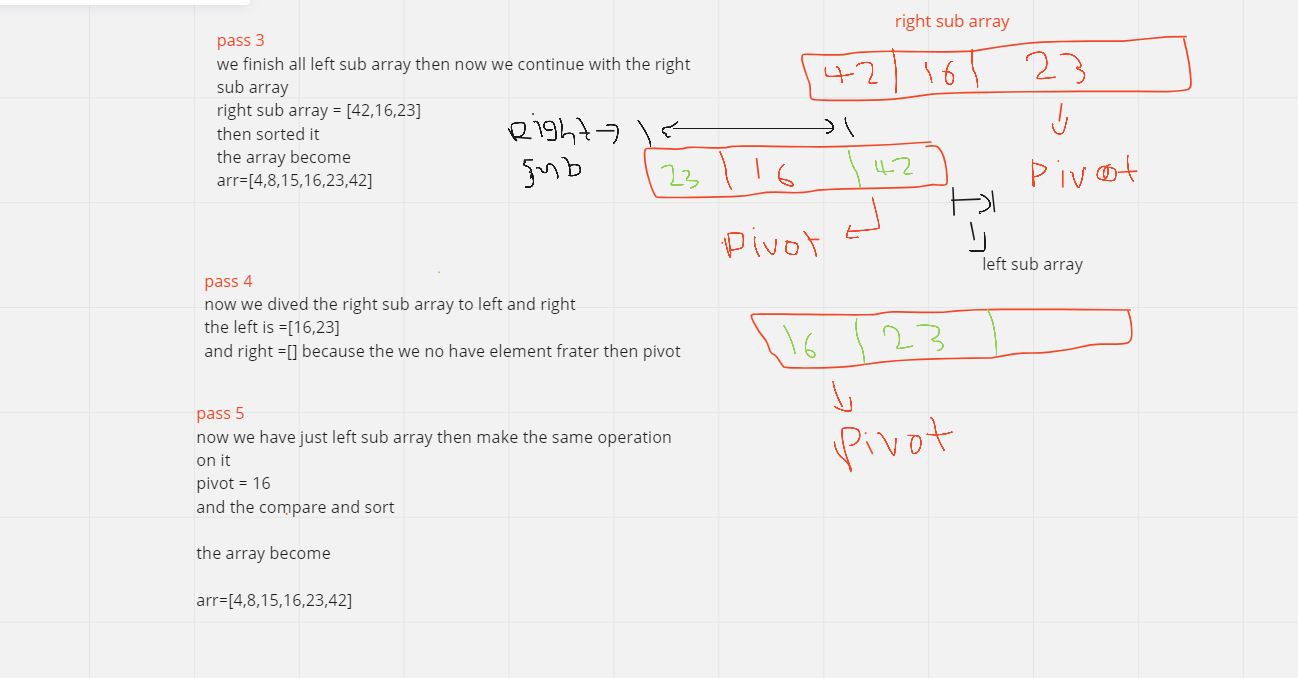 pass 3
we finish all left sub array then now we continue with the right
sub array
right sub array = [42,16,23]
then sorted it
the array become
arr=[4,8,15,16,23,42]
right sub array
42 16 23
Pivot
Right
Sub
23 16 42
Pivot
left sub array
pass 4
now we dived the right sub array to left and right
the left is =[16,23]
and right =[] because the we no have element frater then pivot
16 23
Pivot
pass 5
now we have just left sub array then make the same operation
on it
pivot = 16
and the compare and sort
the array become
arr=[4,8,15,16,23,42]